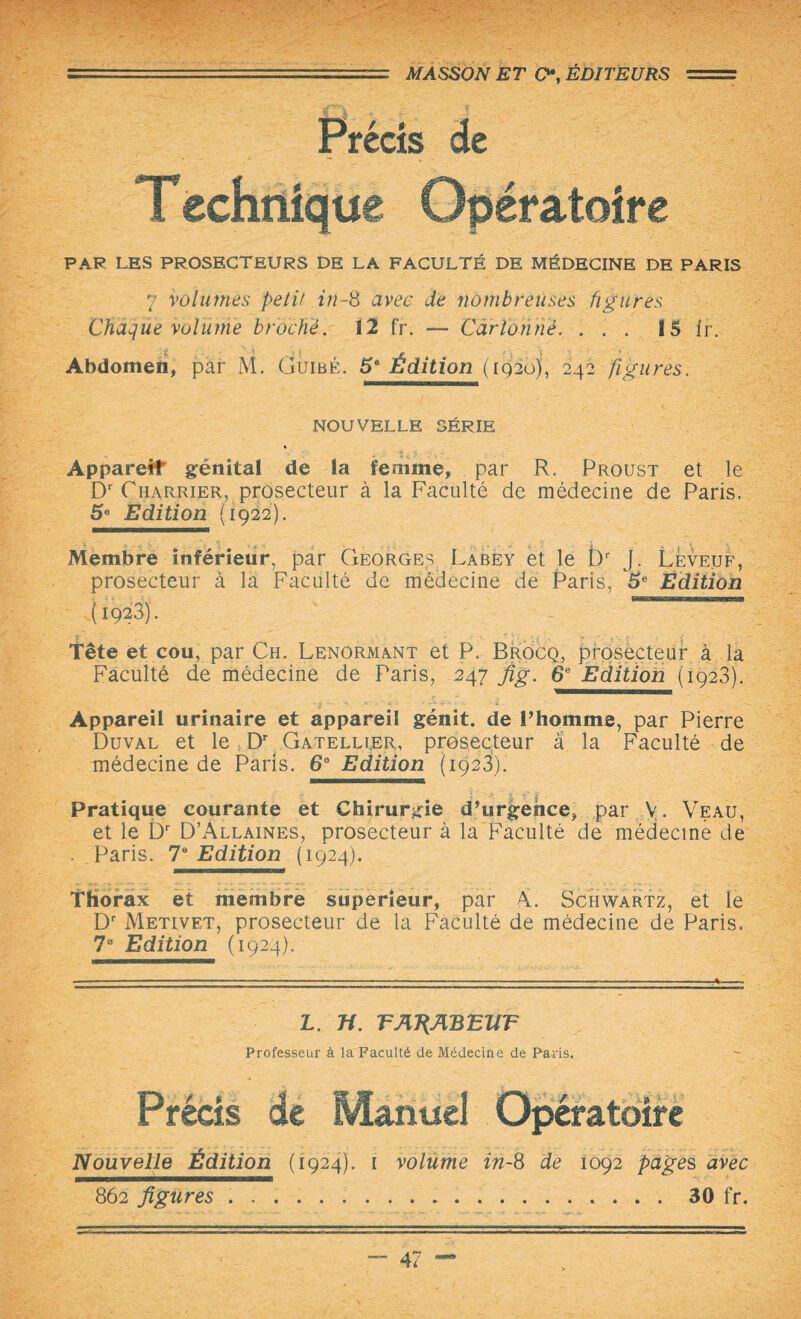 MASSON ET Cie, ÉDITEURS
Précis de
Technique Opératoire
PAR LES PROSECTEURS DE LA FACULTÉ DE MÉDECINE DE PARIS
7 volumes petit in-8 avec de nombreuses figures
Chaque volume broché. 12 fr. — Cartonné. . . . 15 fr.
Abdomen, par M. GUIBÉ. 5e Édition (1920), 242 figures.
NOUVELLE SÉRIE
Appareil génital de la femme, par R. PROUST et le
Dr CHARRIER, prosecteur à la Faculté de médecine de Paris.
5e Edition (1922).
Membre inférieur, par GEORGES LABEY et le Dr J. LEVEUF,
prosecteur à la Faculté de médecine de Paris, 5e Edition
(1923).
Tête et cou, par CH. LENORMANT et P. BROCQ, prosecteur à la
Faculté de médecine de Paris, 247 fig. 6e Edition (1923).
Appareil urinaire et appareil génit. de l'homme, par Pierre
DUVAL et le Dr GATELLIER, prosecteur à la Faculté de
médecine de Paris. 6e Edition (1923).
Pratique courante et Chirurgie d'urgence, par V. VEAU,
et le Dr D'ALLAINES, prosecteur à la Faculté de médecine de
Paris. 7e Edition (1924).
Thorax et membre supérieur, par A. SCHWARTZ, et le
Dr METIVET, prosecteur de la Faculté de médecine de Paris.
7e Edition (1924).
L. H. FARABEUF
Professeur à la Faculté de Médecine de Paris.
Précis de Manuel Opératoire
Nouvelle Édition (1924). 1 volume in-8 de 1092 pages avec
862 figures . . . . . . . . . . . . . . . . . . . . 30 fr.
— 47 —